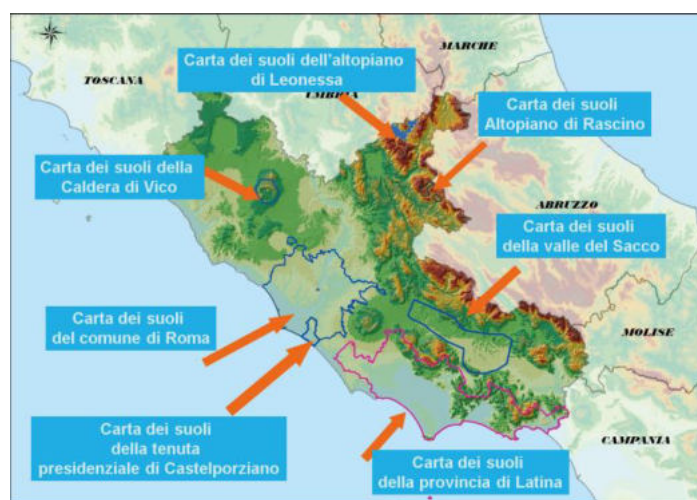 MARCHE
Carta dei suoli dell'altopiano
di Leonessa
TOSCANA
UMBRIA
Carta dei suoli
Altopiano di Rascino
Carta dei suoli della
Caldera di Vico
ABRUZZO
Carta dei suoli
della valle del Sacco
Carta dei suoli
del comune di Roma
MOLISE
Carta dei suoli
della tenuta
presidenziale di Castelporziano
CAMPANIA
Carta dei suoli
della provincia di Latina